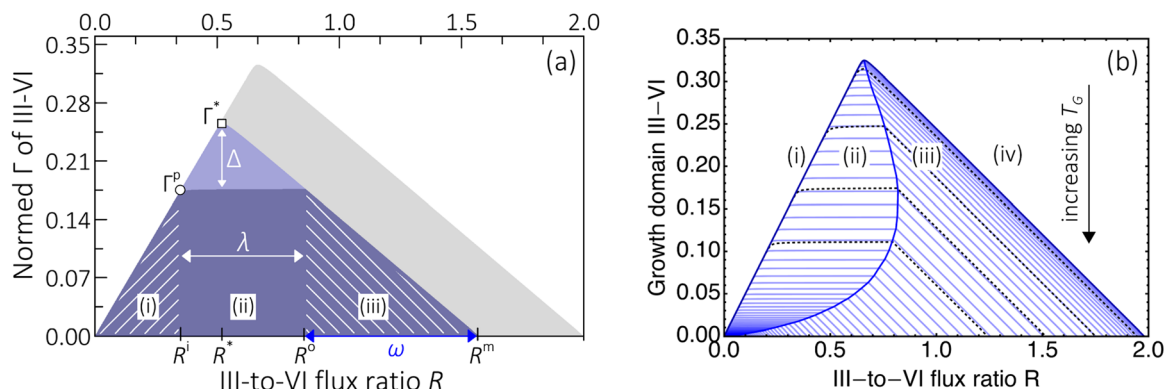 0.0 0.5 1.0 1.5 2.0
0.35 (a)
0.28 Γ*
0.21 Δ
Γᵖ
0.14
λ
0.07
(i) (ii) (iii)
0.00
Rⁱ R* Rᵒ ω Rᵐ
III-to-VI flux ratio R
Normed Γ of III-VI
0.35 (b)
0.30
0.25
0.20
0.15
0.10
0.05
0.00
(i) (ii) (iii) (iv)
increasing T_G
0.0 0.5 1.0 1.5 2.0
III−to−VI flux ratio R
Growth domain III−VI